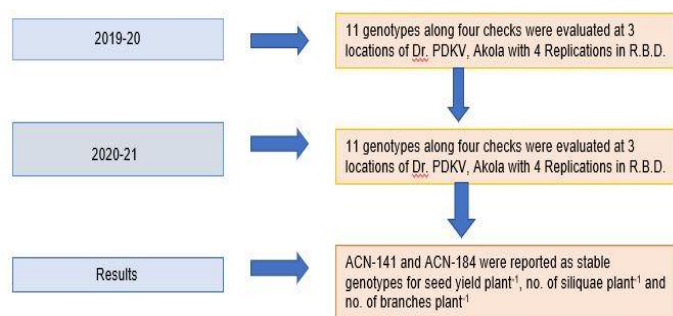 2019-20
11 genotypes along four checks were evaluated at 3
locations of Dr. PDKV, Akola with 4 Replications in R.B.D.
2020-21
11 genotypes along four checks were evaluated at 3
locations of Dr. PDKV, Akola with 4 Replications in R.B.D.
Results
ACN-141 and ACN-184 were reported as stable
genotypes for seed yield plant⁻¹, no. of siliquae plant⁻¹ and
no. of branches plant⁻¹